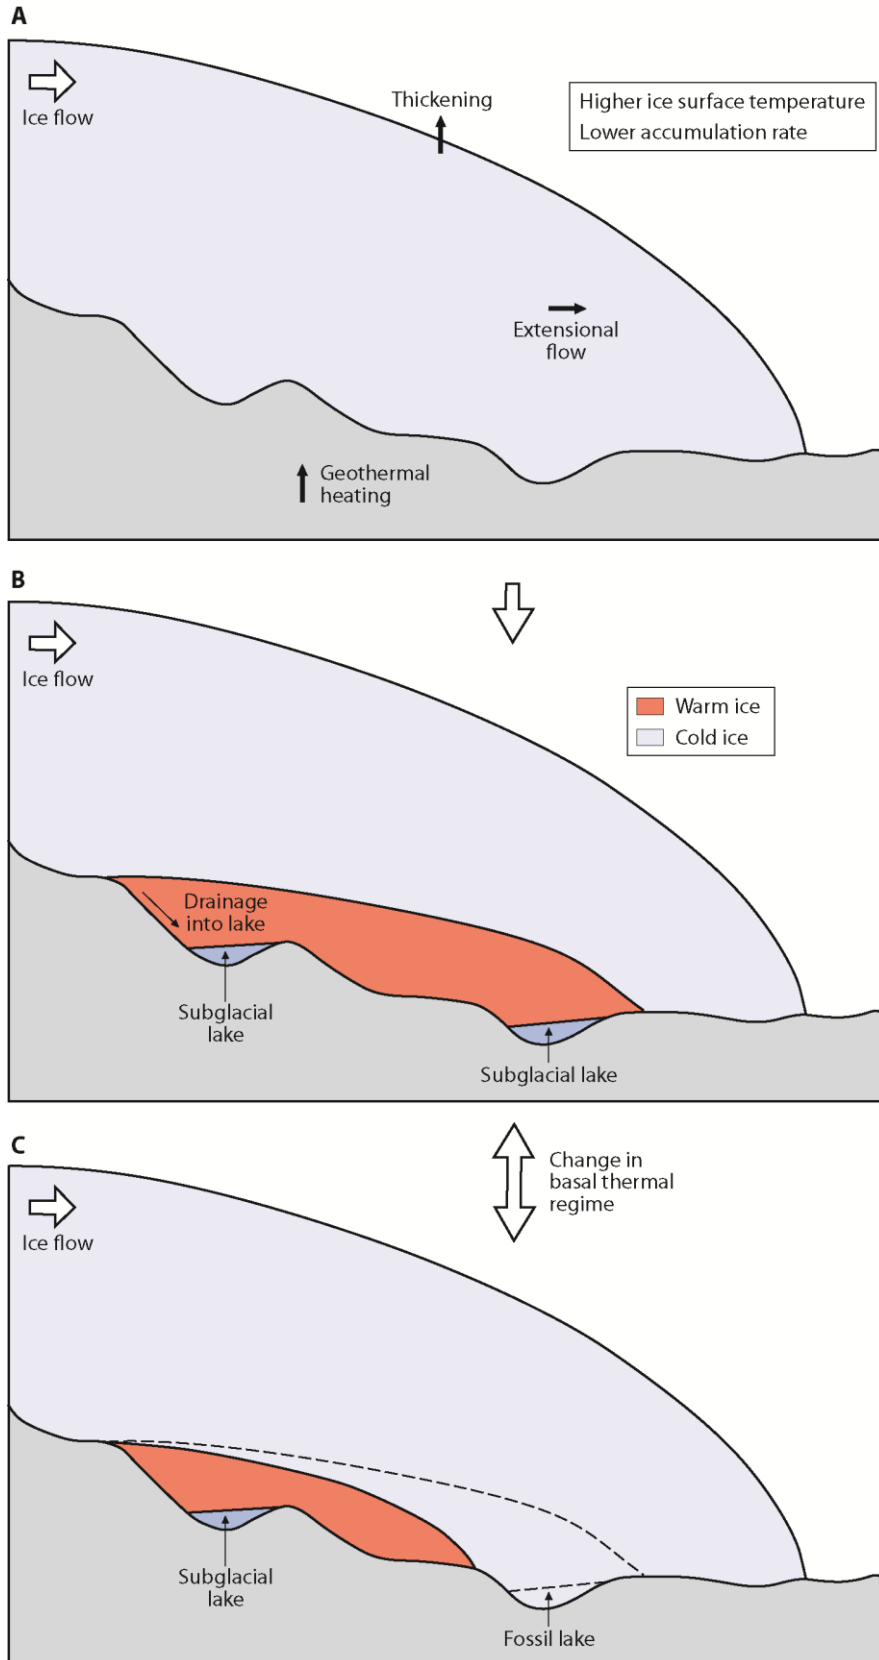 A
Ice flow
Thickening
Higher ice surface temperature
Lower accumulation rate
Extensional
flow
Geothermal
heating
B
Ice flow
Warm ice
Cold ice
Drainage
into lake
Subglacial
lake
Subglacial lake
C
Change in
basal thermal
regime
Ice flow
Subglacial
lake
Fossil lake